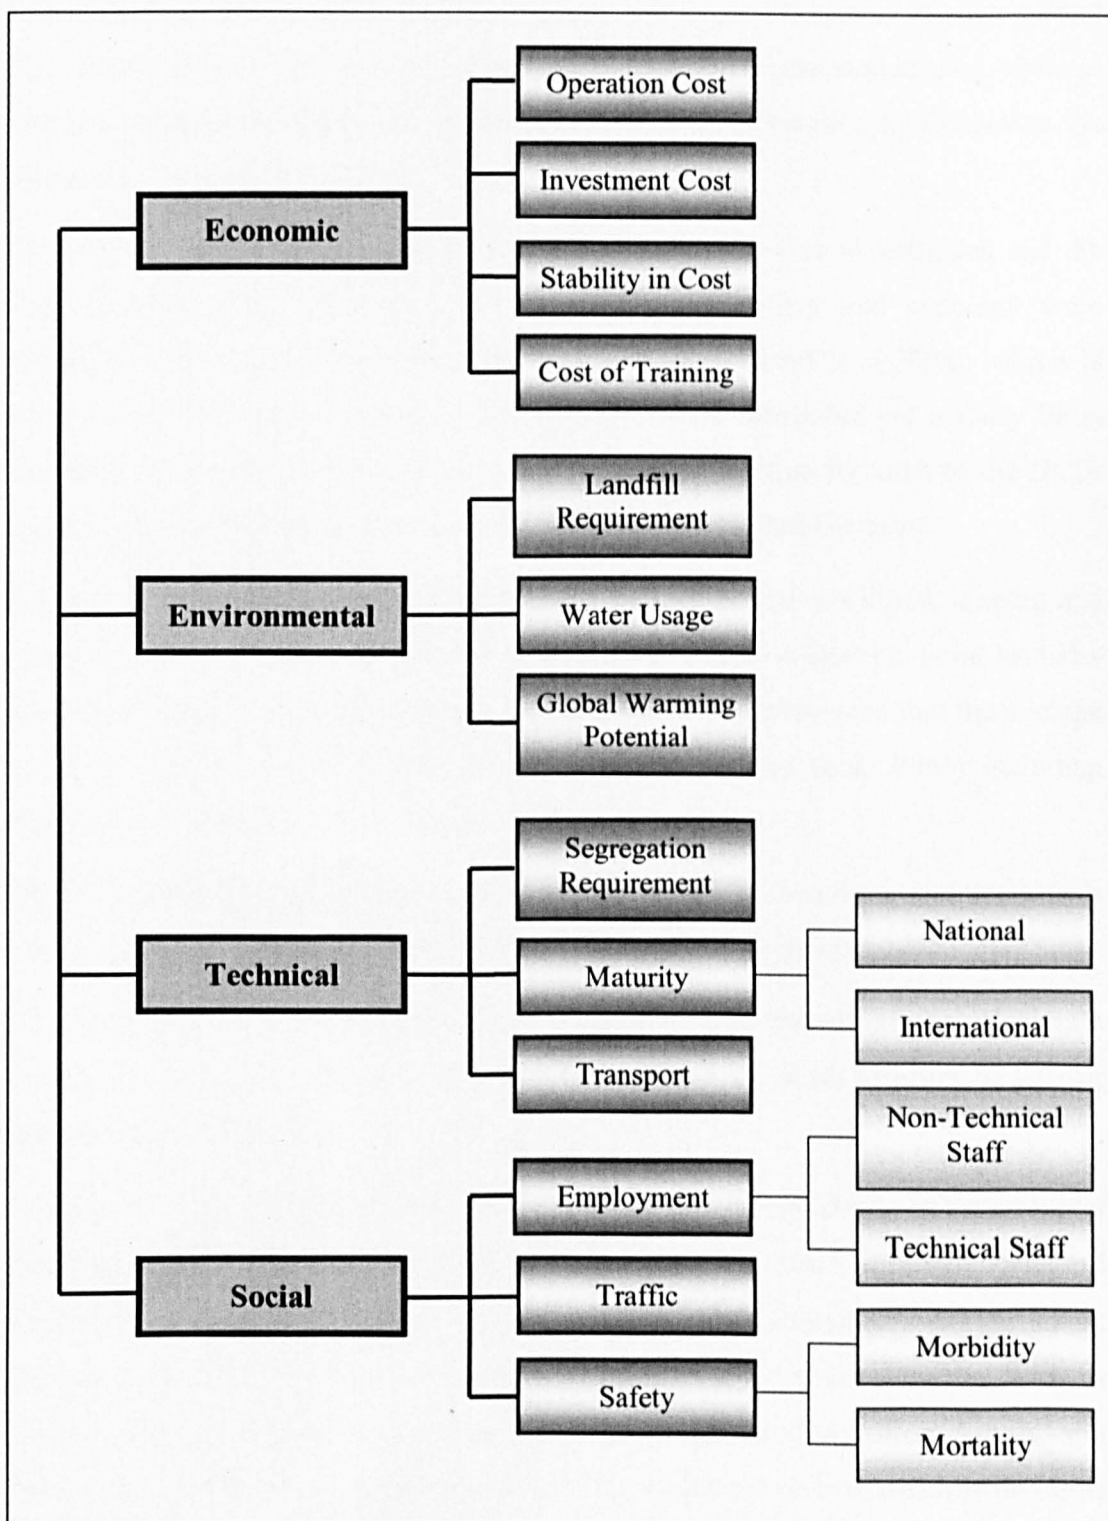 Economic
Operation Cost
Investment Cost
Stability in Cost
Cost of Training
Environmental
Landfill
Requirement
Water Usage
Global Warming
Potential
Technical
Segregation
Requirement
Maturity
National
International
Transport
Social
Employment
Non-Technical
Staff
Technical Staff
Traffic
Safety
Morbidity
Mortality